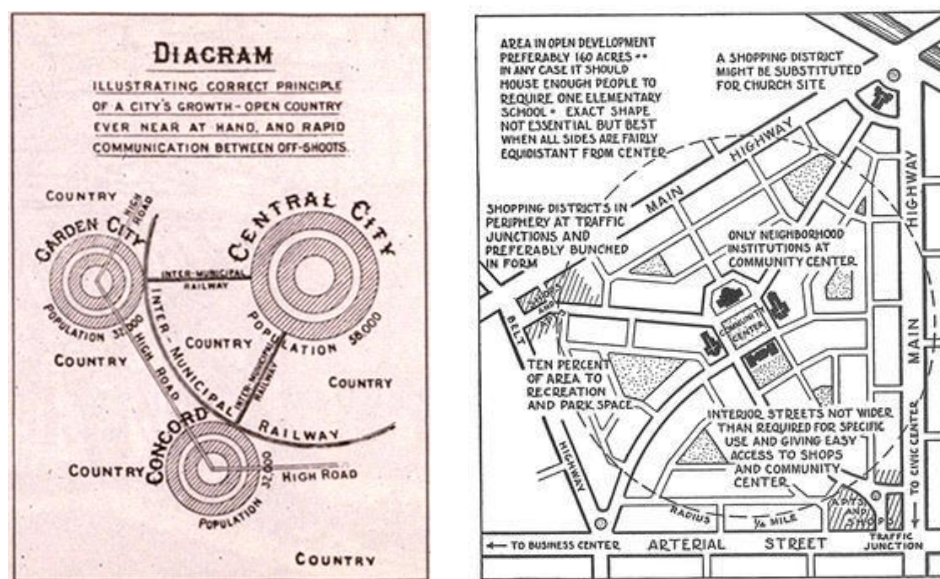 DIAGRAM
ILLUSTRATING CORRECT PRINCIPLE
OF A CITY'S GROWTH - OPEN COUNTRY
EVER NEAR AT HAND, AND RAPID
COMMUNICATION BETWEEN OFF-SHOOTS.
COUNTRY
HIGH ROAD
GARDEN CITY
POPULATION 32,000
CENTRAL CITY
POPULATION 58,000
INTER-MUNICIPAL
RAILWAY
INTER-MUNICIPAL RAILWAY
COUNTRY
INTER-MUNICIPAL
RAILWAY
COUNTRY
HIGH ROAD
COUNTRY
CONCORD
POPULATION 32,000
COUNTRY
HIGH ROAD
COUNTRY
AREA IN OPEN DEVELOPMENT
PREFERABLY 160 ACRES ••
IN ANY CASE IT SHOULD
HOUSE ENOUGH PEOPLE TO
REQUIRE ONE ELEMENTARY
SCHOOL • EXACT SHAPE
NOT ESSENTIAL BUT BEST
WHEN ALL SIDES ARE FAIRLY
EQUIDISTANT FROM CENTER
A SHOPPING DISTRICT
MIGHT BE SUBSTITUTED
FOR CHURCH SITE
MAIN HIGHWAY
MAIN HIGHWAY
SHOPPING DISTRICTS IN
PERIPHERY AT TRAFFIC
JUNCTIONS AND
PREFERABLY BUNCHED
IN FORM
ONLY NEIGHBORHOOD
INSTITUTIONS AT
COMMUNITY CENTER
SHOPS
AND
BELT HIGHWAY
COMMUNITY
CENTER
TEN PERCENT
OF AREA TO
RECREATION
AND PARK SPACE
INTERIOR STREETS NOT WIDER
THAN REQUIRED FOR SPECIFIC
USE AND GIVING EASY
ACCESS TO SHOPS
AND COMMUNITY
CENTER
TO CIVIC CENTER
APTS
AND
SHOPS
RADIUS 1/4 MILE
TRAFFIC
JUNCTION
TO BUSINESS CENTER ARTERIAL STREET